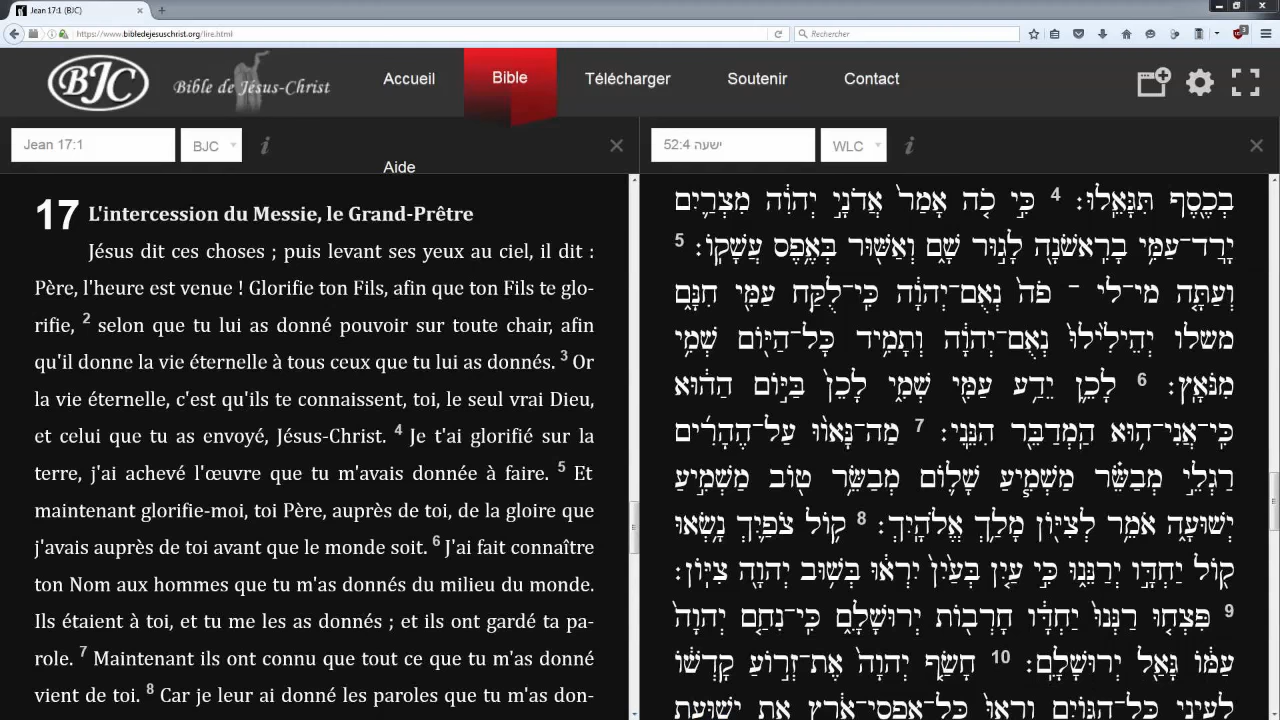 Jean 17:1 (BJC)
https://www.bibledejesuschrist.org/lire.html
Rechercher
BJC
Bible de Jésus-Christ
Accueil
Bible
Télécharger
Soutenir
Contact
Aide
Jean 17:1
BJC
17 L'intercession du Messie, le Grand-Prêtre
Jésus dit ces choses ; puis levant ses yeux au ciel, il dit :
Père, l'heure est venue ! Glorifie ton Fils, afin que ton Fils te glo-
rifie, 2 selon que tu lui as donné pouvoir sur toute chair, afin
qu'il donne la vie éternelle à tous ceux que tu lui as donnés. 3 Or
la vie éternelle, c'est qu'ils te connaissent, toi, le seul vrai Dieu,
et celui que tu as envoyé, Jésus-Christ. 4 Je t'ai glorifié sur la
terre, j'ai achevé l'œuvre que tu m'avais donnée à faire. 5 Et
maintenant glorifie-moi, toi Père, auprès de toi, de la gloire que
j'avais auprès de toi avant que le monde soit. 6 J'ai fait connaître
ton Nom aux hommes que tu m'as donnés du milieu du monde.
Ils étaient à toi, et tu me les as donnés ; et ils ont gardé ta pa-
role. 7 Maintenant ils ont connu que tout ce que tu m'as donné
vient de toi. 8 Car je leur ai donné les paroles que tu m'as don-
ישעה 52:4
WLC
בְכֶ֖סֶף תִּגָּאֵֽלוּ׃ 4 כִּ֣י כֹ֤ה אָמַר֙ אֲדֹנָ֣י יְהוִ֔ה מִצְרַ֛יִם
יָֽרַד־עַמִּ֥י בָרִֽאשֹׁנָ֖ה לָג֣וּר שָׁ֑ם וְאַשּׁ֖וּר בְּאֶ֥פֶס עֲשָׁקֽוֹ׃ 5
וְעַתָּ֤ה מי־לי ־ פֹה֙ נְאֻם־יְהוָ֔ה כִּֽי־לֻקַּ֥ח עַמִּ֖י חִנָּ֑ם
משלו יְהֵילִ֙ילוּ֙ נְאֻם־יְהוָ֔ה וְתָמִ֥יד כָּל־הַיּ֖וֹם שְׁמִ֥י
מִנֹּאָֽץ׃ 6 לָכֵ֛ן יֵדַ֥ע עַמִּ֖י שְׁמִ֑י לָכֵן֙ בַּיּ֣וֹם הַה֔וּא
כִּֽי־אֲנִי־ה֥וּא הַֽמְדַבֵּ֖ר הִנֵּֽנִי׃ 7 מַה־נָּאו֨וּ עַל־הֶהָרִ֜ים
רַגְלֵ֣י מְבַשֵּׂ֗ר מַשְׁמִ֧יעַ שָׁל֛וֹם מְבַשֵּׂ֥ר ט֖וֹב מַשְׁמִ֣יעַ
יְשׁוּעָ֑ה אֹמֵ֥ר לְצִיּ֖וֹן מָלַ֥ךְ אֱלֹהָֽיִךְ׃ 8 ק֥וֹל צֹפַ֛יִךְ נָ֥שְׂאוּ
ק֖וֹל יַחְדָּ֣ו יְרַנֵּ֑נוּ כִּ֣י עַ֤יִן בְּעַ֙יִן֙ יִרְא֔וּ בְּשׁ֥וּב יְהוָ֖ה צִיּֽוֹן׃
9 פִּצְח֤וּ רַנְּנוּ֙ יַחְדָּ֔ו חָרְב֖וֹת יְרוּשָׁלִָ֑ם כִּֽי־נִחַ֤ם יְהוָה֙
עַמּ֔וֹ גָּאַ֖ל יְרוּשָׁלִָֽם׃ 10 חָשַׂ֤ף יְהוָה֙ אֶת־זְר֣וֹעַ קָדְשׁ֔וֹ
לְעֵינֵ֖י כָּל־הַגּוֹיִ֑ם וְרָאוּ֙ כָּל־אַפְסֵי־אָ֔רֶץ אֵ֖ת יְשׁוּעַ֥ת